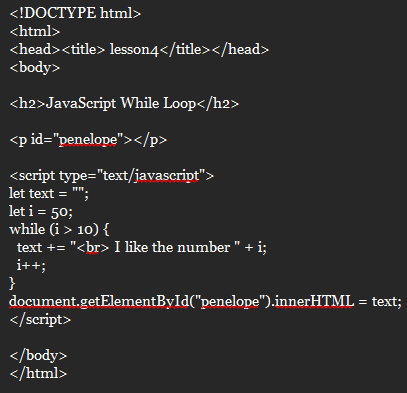 <!DOCTYPE html>
<html>
<head><title> lesson4</title></head>
<body>
<h2>JavaScript While Loop</h2>
<p id="penelope"></p>
<script type="text/javascript">
let text = "";
let i = 50;
while (i > 10) {
text += "<br> I like the number " + i;
i++;
}
document.getElementById("penelope").innerHTML = text;
</script>
</body>
</html>